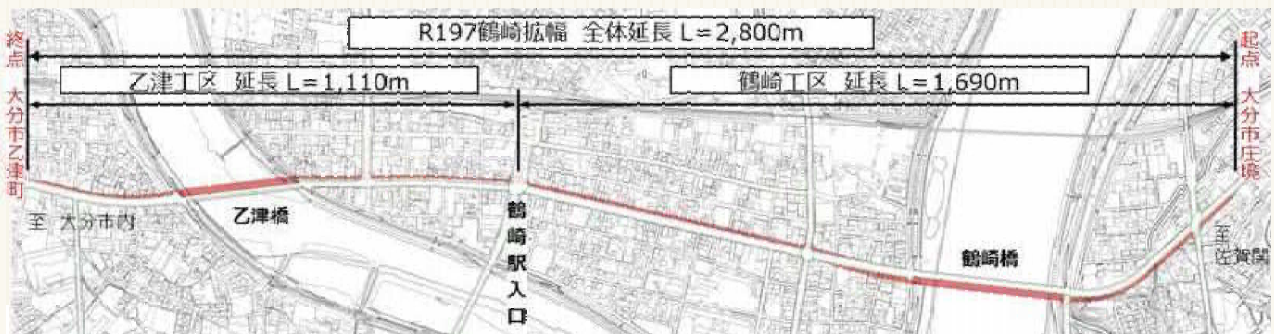 R197鶴崎拡幅 全体延長 L=2,800m
乙津工区 延長 L=1,110m
鶴崎工区 延長 L=1,690m
終点 大分市乙津町
起点 大分市庄境
至 大分市内
乙津橋
鶴崎駅入口
鶴崎橋
至 佐賀関